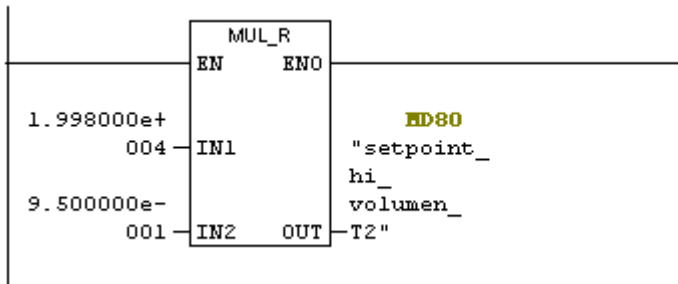 MUL_R
EN ENO
1.998000e+ MD80
004 IN1 "setpoint_
hi_
9.500000e- volumen_
001 IN2 OUT T2"